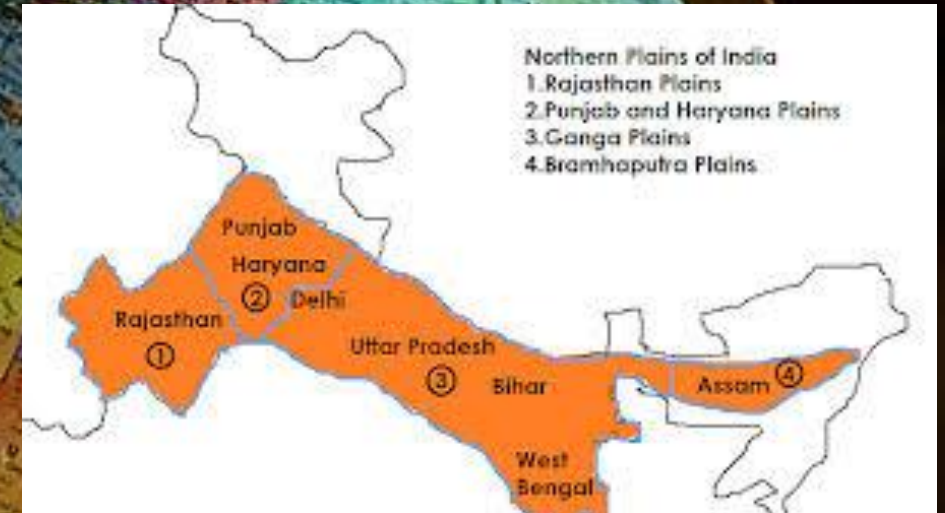 Northern Plains of India
1.Rajasthan Plains
2.Punjab and Haryana Plains
3.Ganga Plains
4.Bramhaputra Plains
Punjab
Haryana
2
Delhi
Rajasthan
1
Uttar Pradesh
3
Bihar
Assam 4
West
Bengal